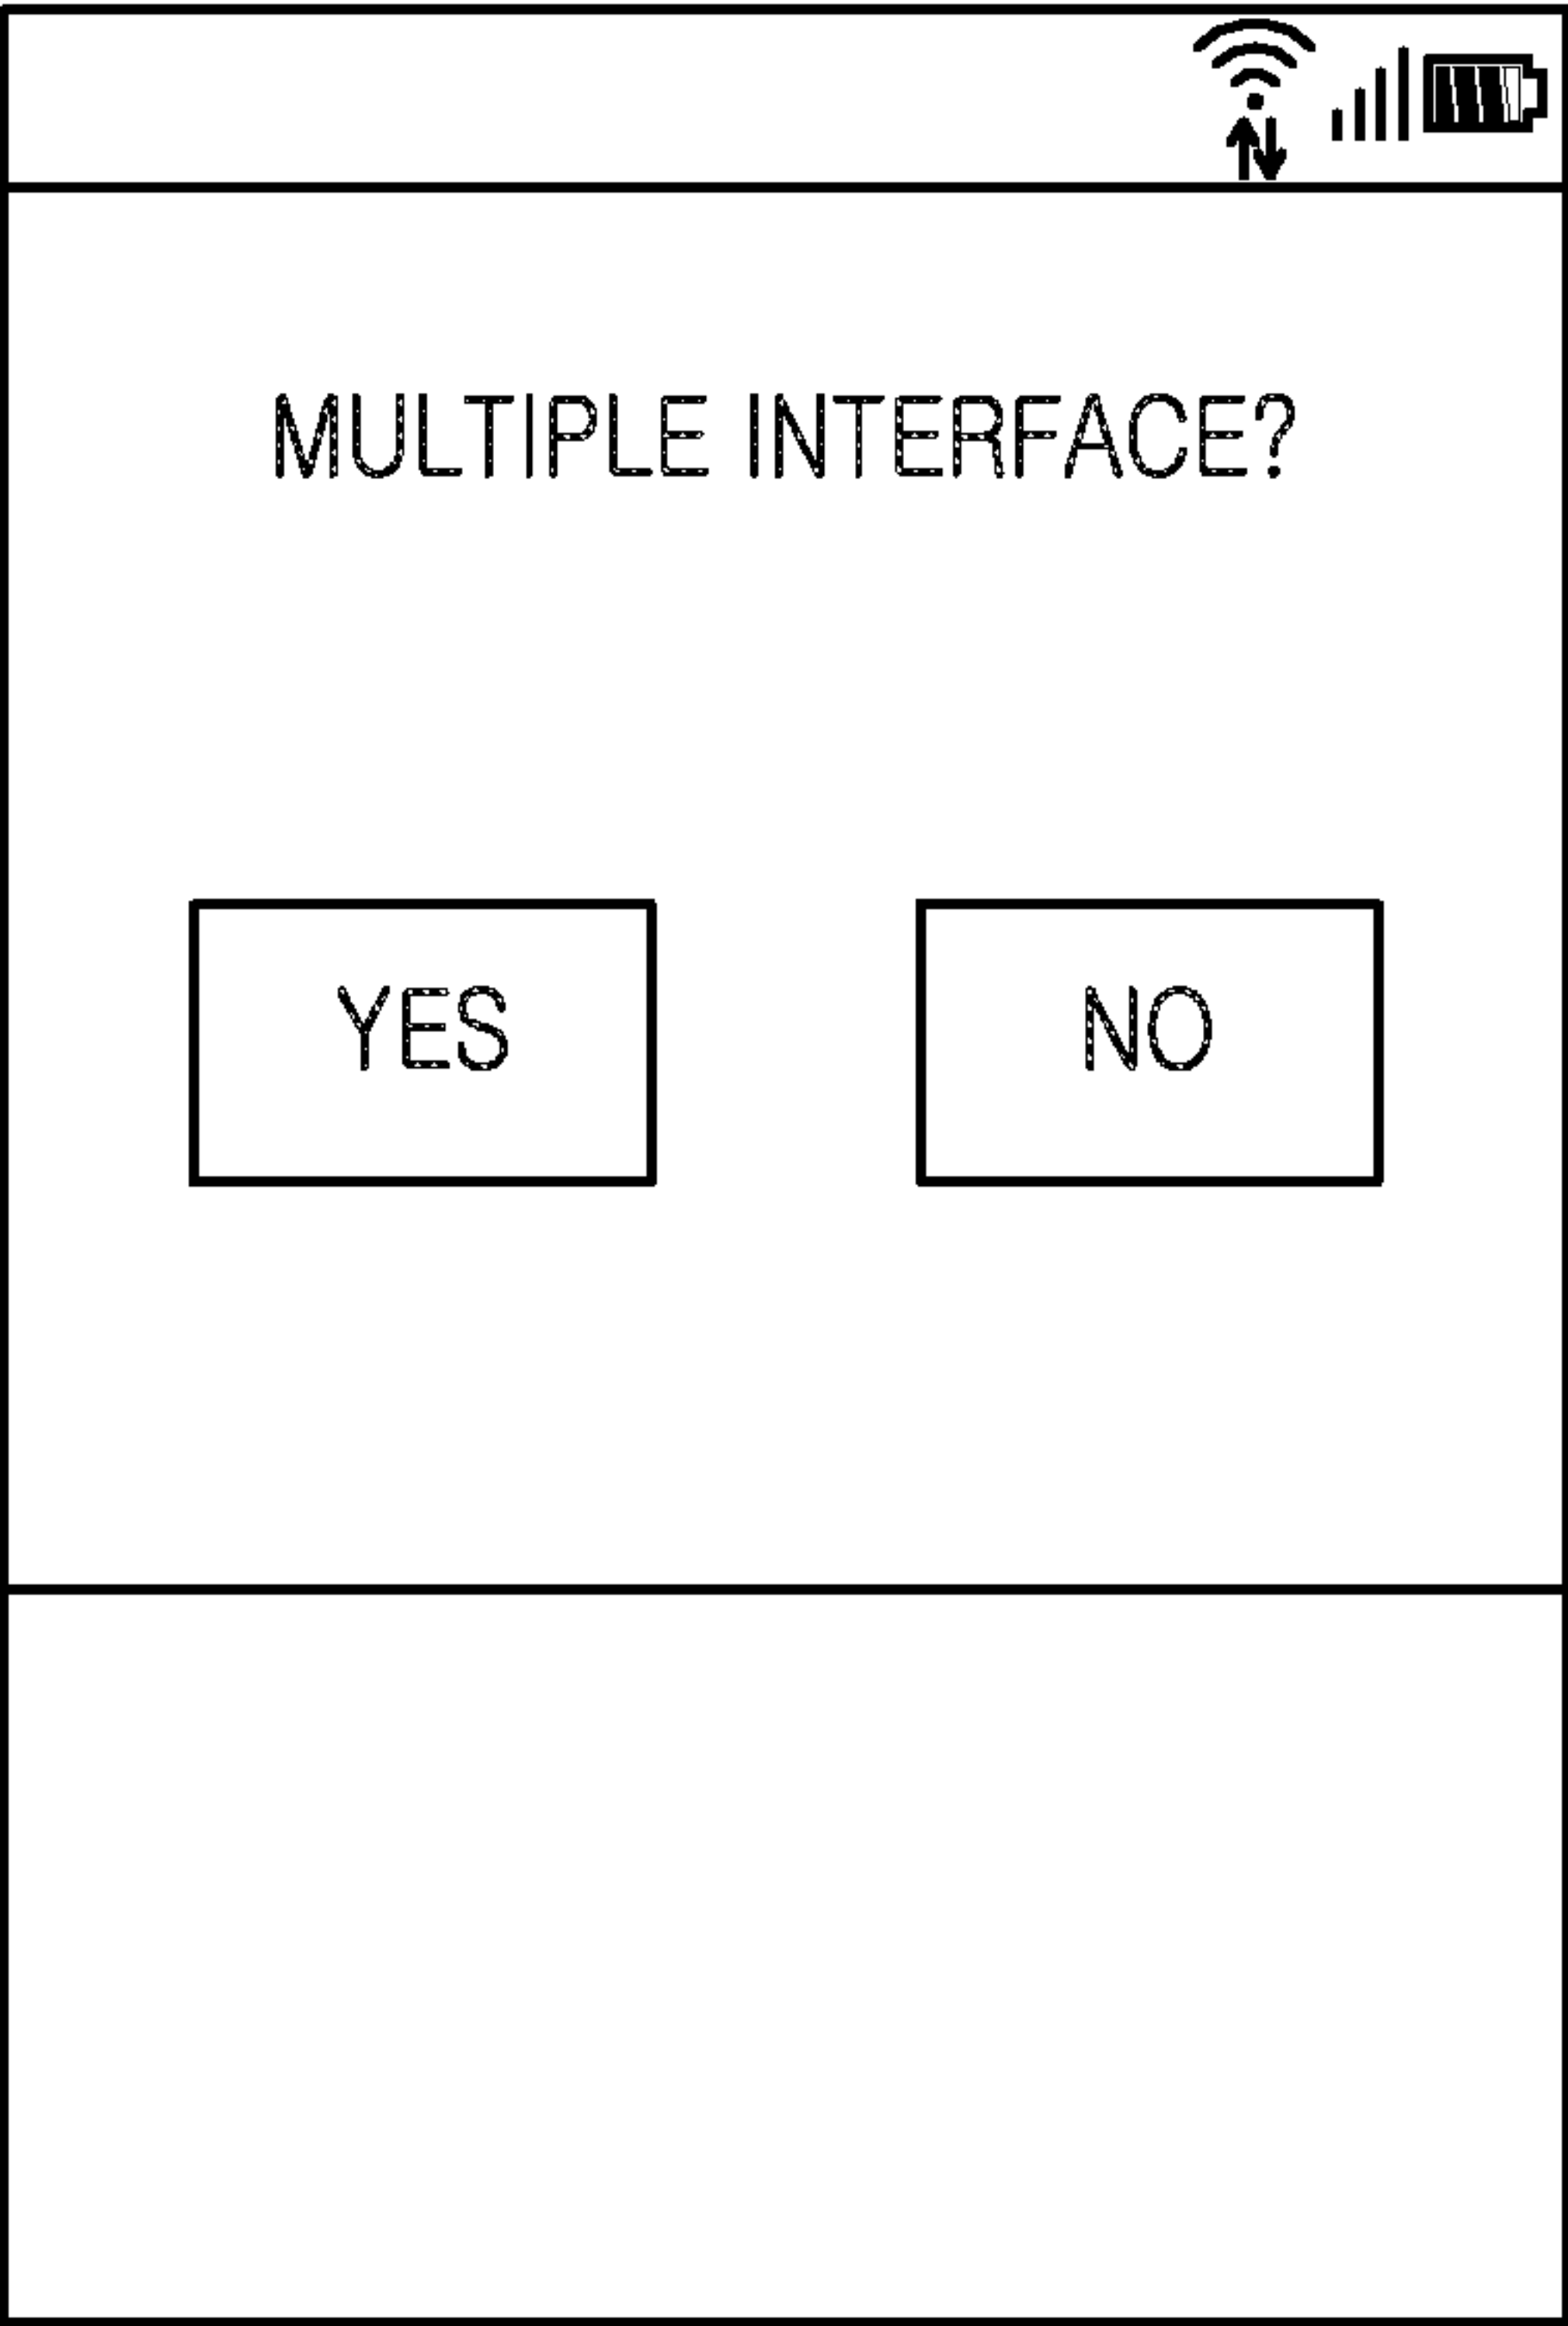 MULTIPLE INTERFACE?
YES
NO